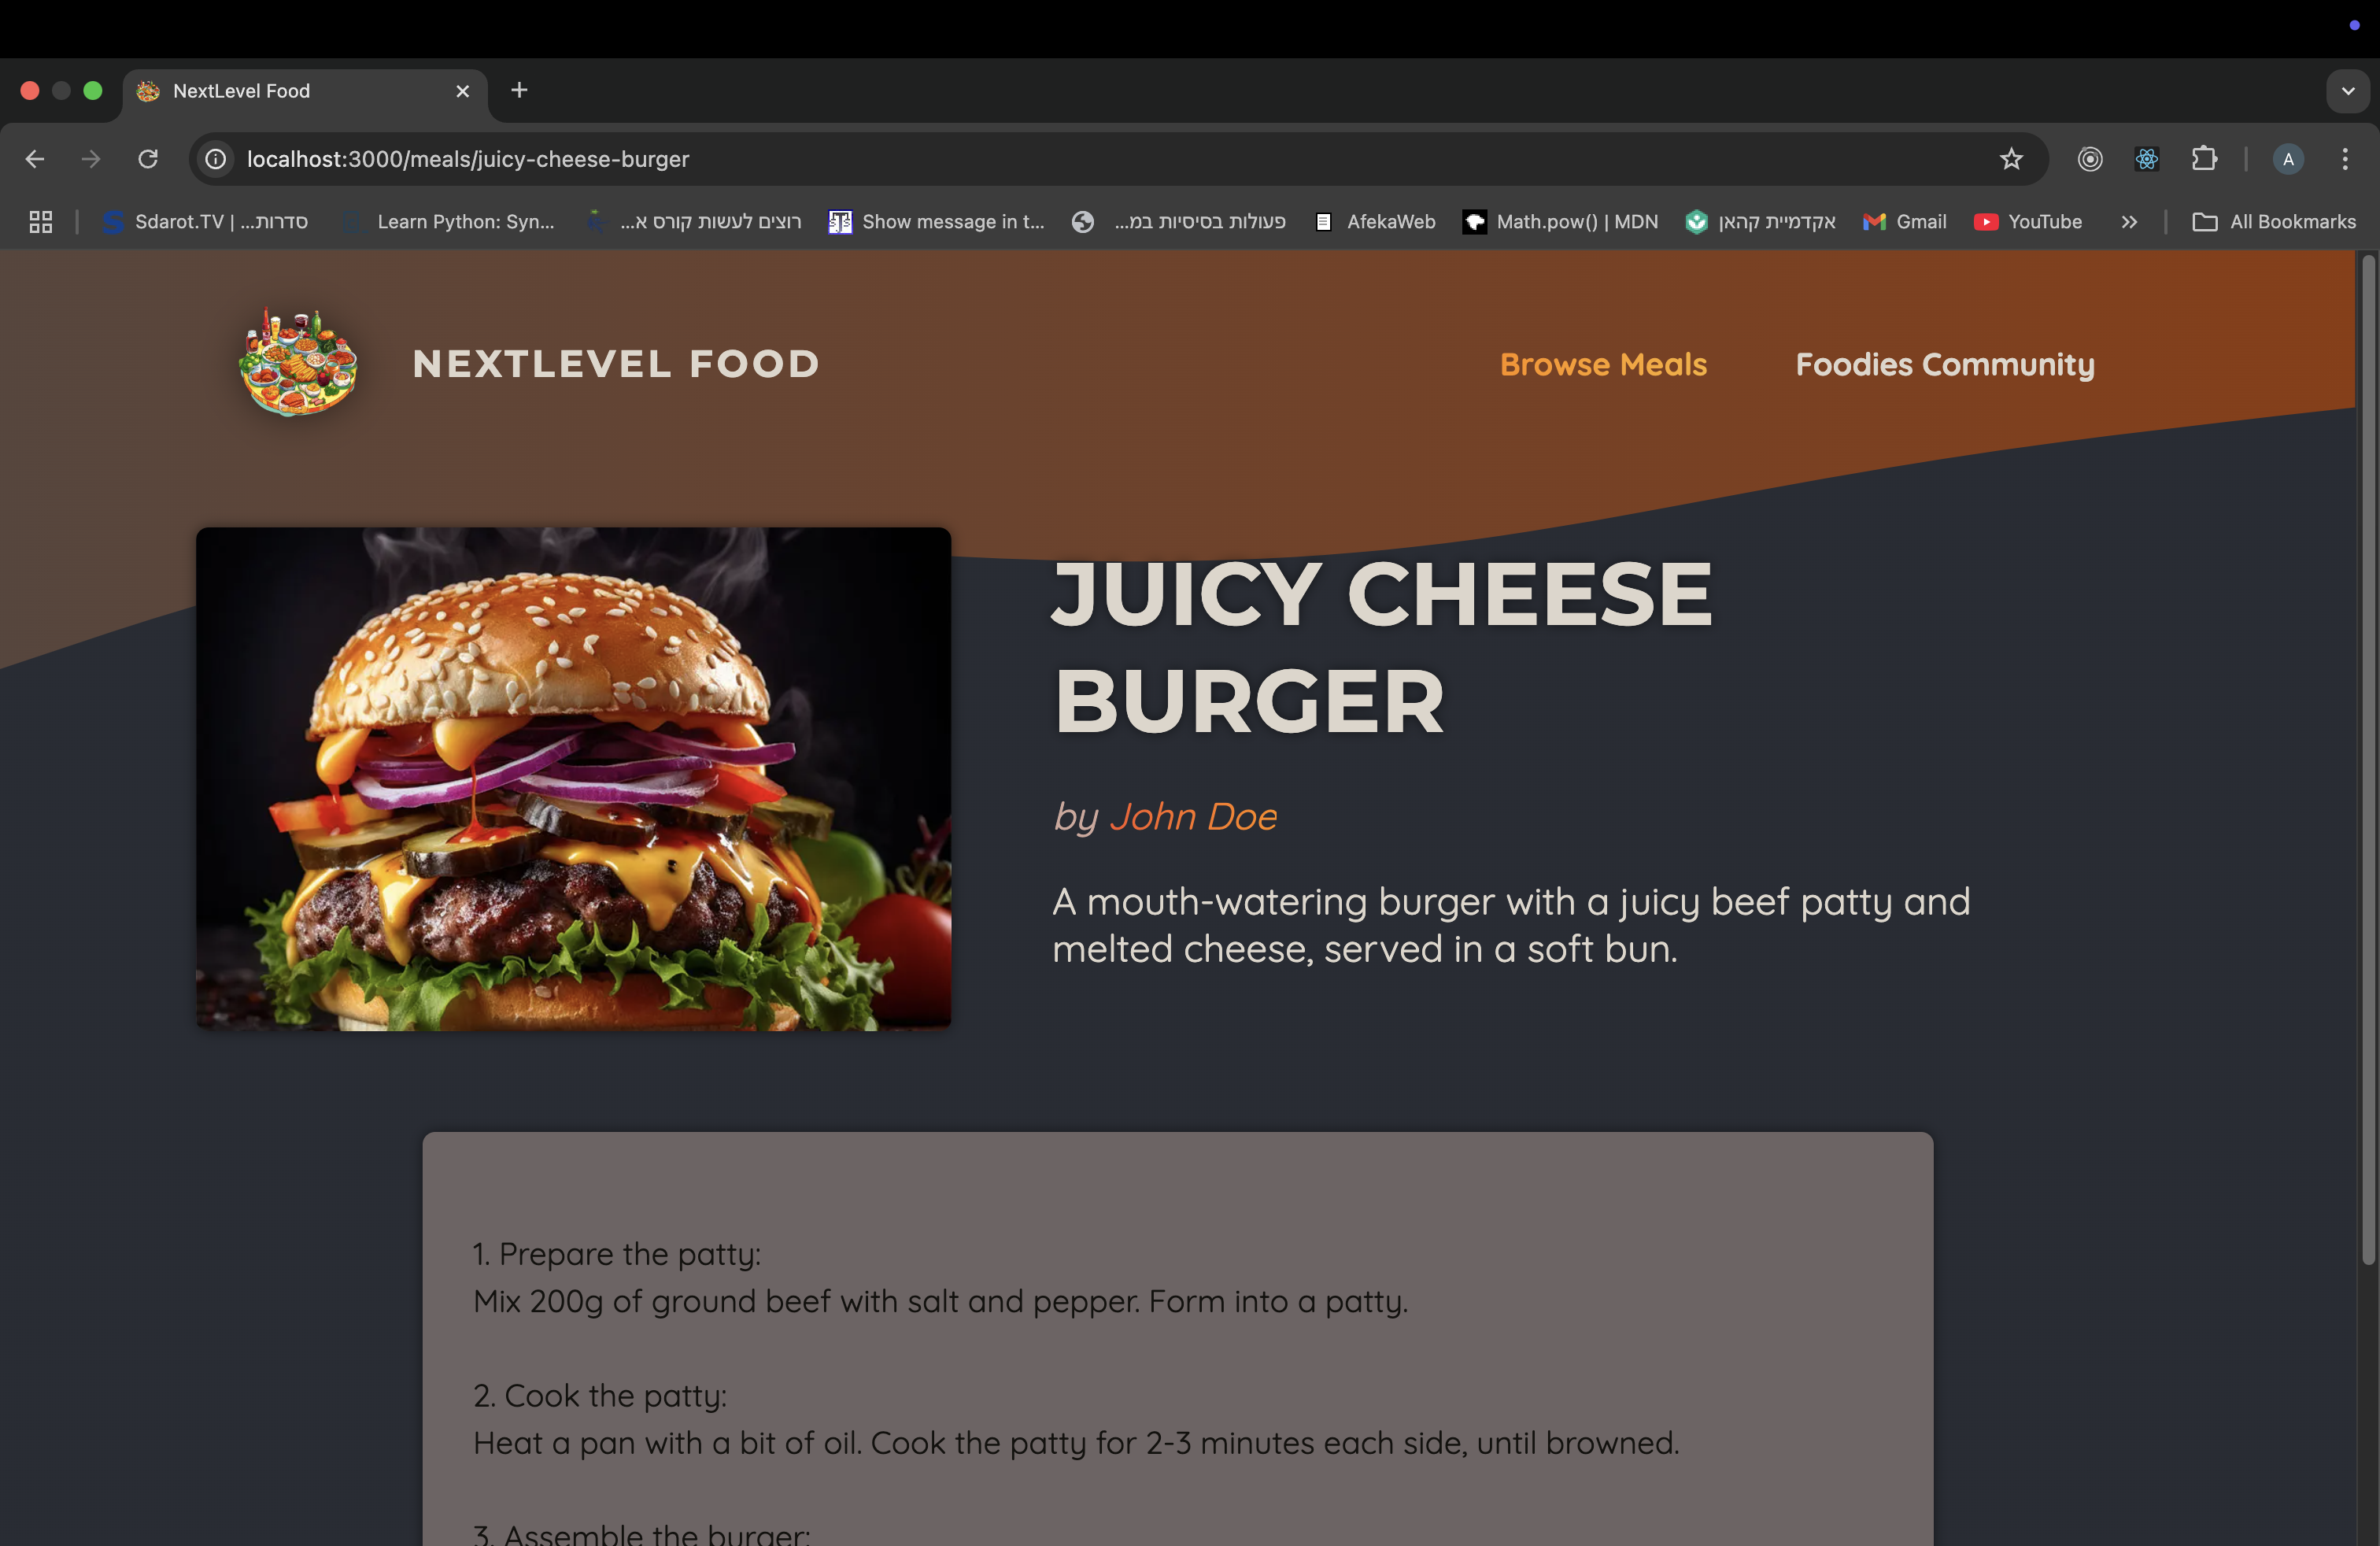 NextLevel Food
localhost:3000/meals/juicy-cheese-burger
A
Sdarot.TV | ...סדרות
Learn Python: Syn...
רוצים לעשות קורס א...
Show message in t...
פעולות בסיסיות במ...
AfekaWeb
Math.pow() | MDN
אקדמיית קהאן
Gmail
YouTube
All Bookmarks
NEXTLEVEL FOOD
Browse Meals
Foodies Community
JUICY CHEESE
BURGER
by John Doe
A mouth-watering burger with a juicy beef patty and
melted cheese, served in a soft bun.
1. Prepare the patty:
Mix 200g of ground beef with salt and pepper. Form into a patty.
2. Cook the patty:
Heat a pan with a bit of oil. Cook the patty for 2-3 minutes each side, until browned.
3. Assemble the burger: